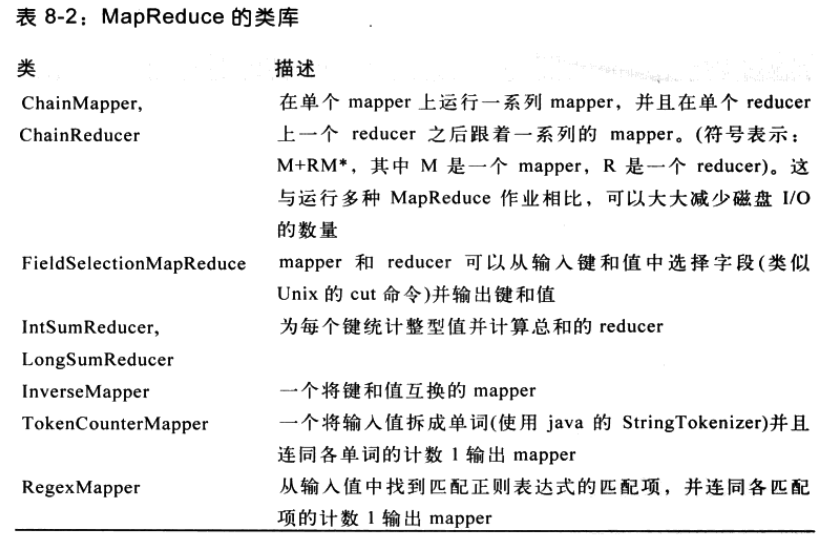 表 8-2：MapReduce 的类库
类 描述
ChainMapper, 在单个 mapper 上运行一系列 mapper，并且在单个 reducer
ChainReducer 上一个 reducer 之后跟着一系列的 mapper。(符号表示：
M+RM*，其中 M 是一个 mapper，R 是一个 reducer)。这
与运行多种 MapReduce 作业相比，可以大大减少磁盘 I/O
的数量
FieldSelectionMapReduce mapper 和 reducer 可以从输入键和值中选择字段(类似
Unix 的 cut 命令)并输出键和值
IntSumReducer, 为每个键统计整型值并计算总和的 reducer
LongSumReducer
InverseMapper 一个将键和值互换的 mapper
TokenCounterMapper 一个将输入值拆成单词(使用 java 的 StringTokenizer)并且
连同各单词的计数 1 输出 mapper
RegexMapper 从输入值中找到匹配正则表达式的匹配项，并连同各匹配
项的计数 1 输出 mapper